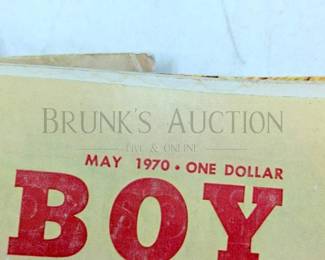 BRUNK'S AUCTION
LIVE & ONLINE
MAY 1970 • ONE DOLLAR
BOY